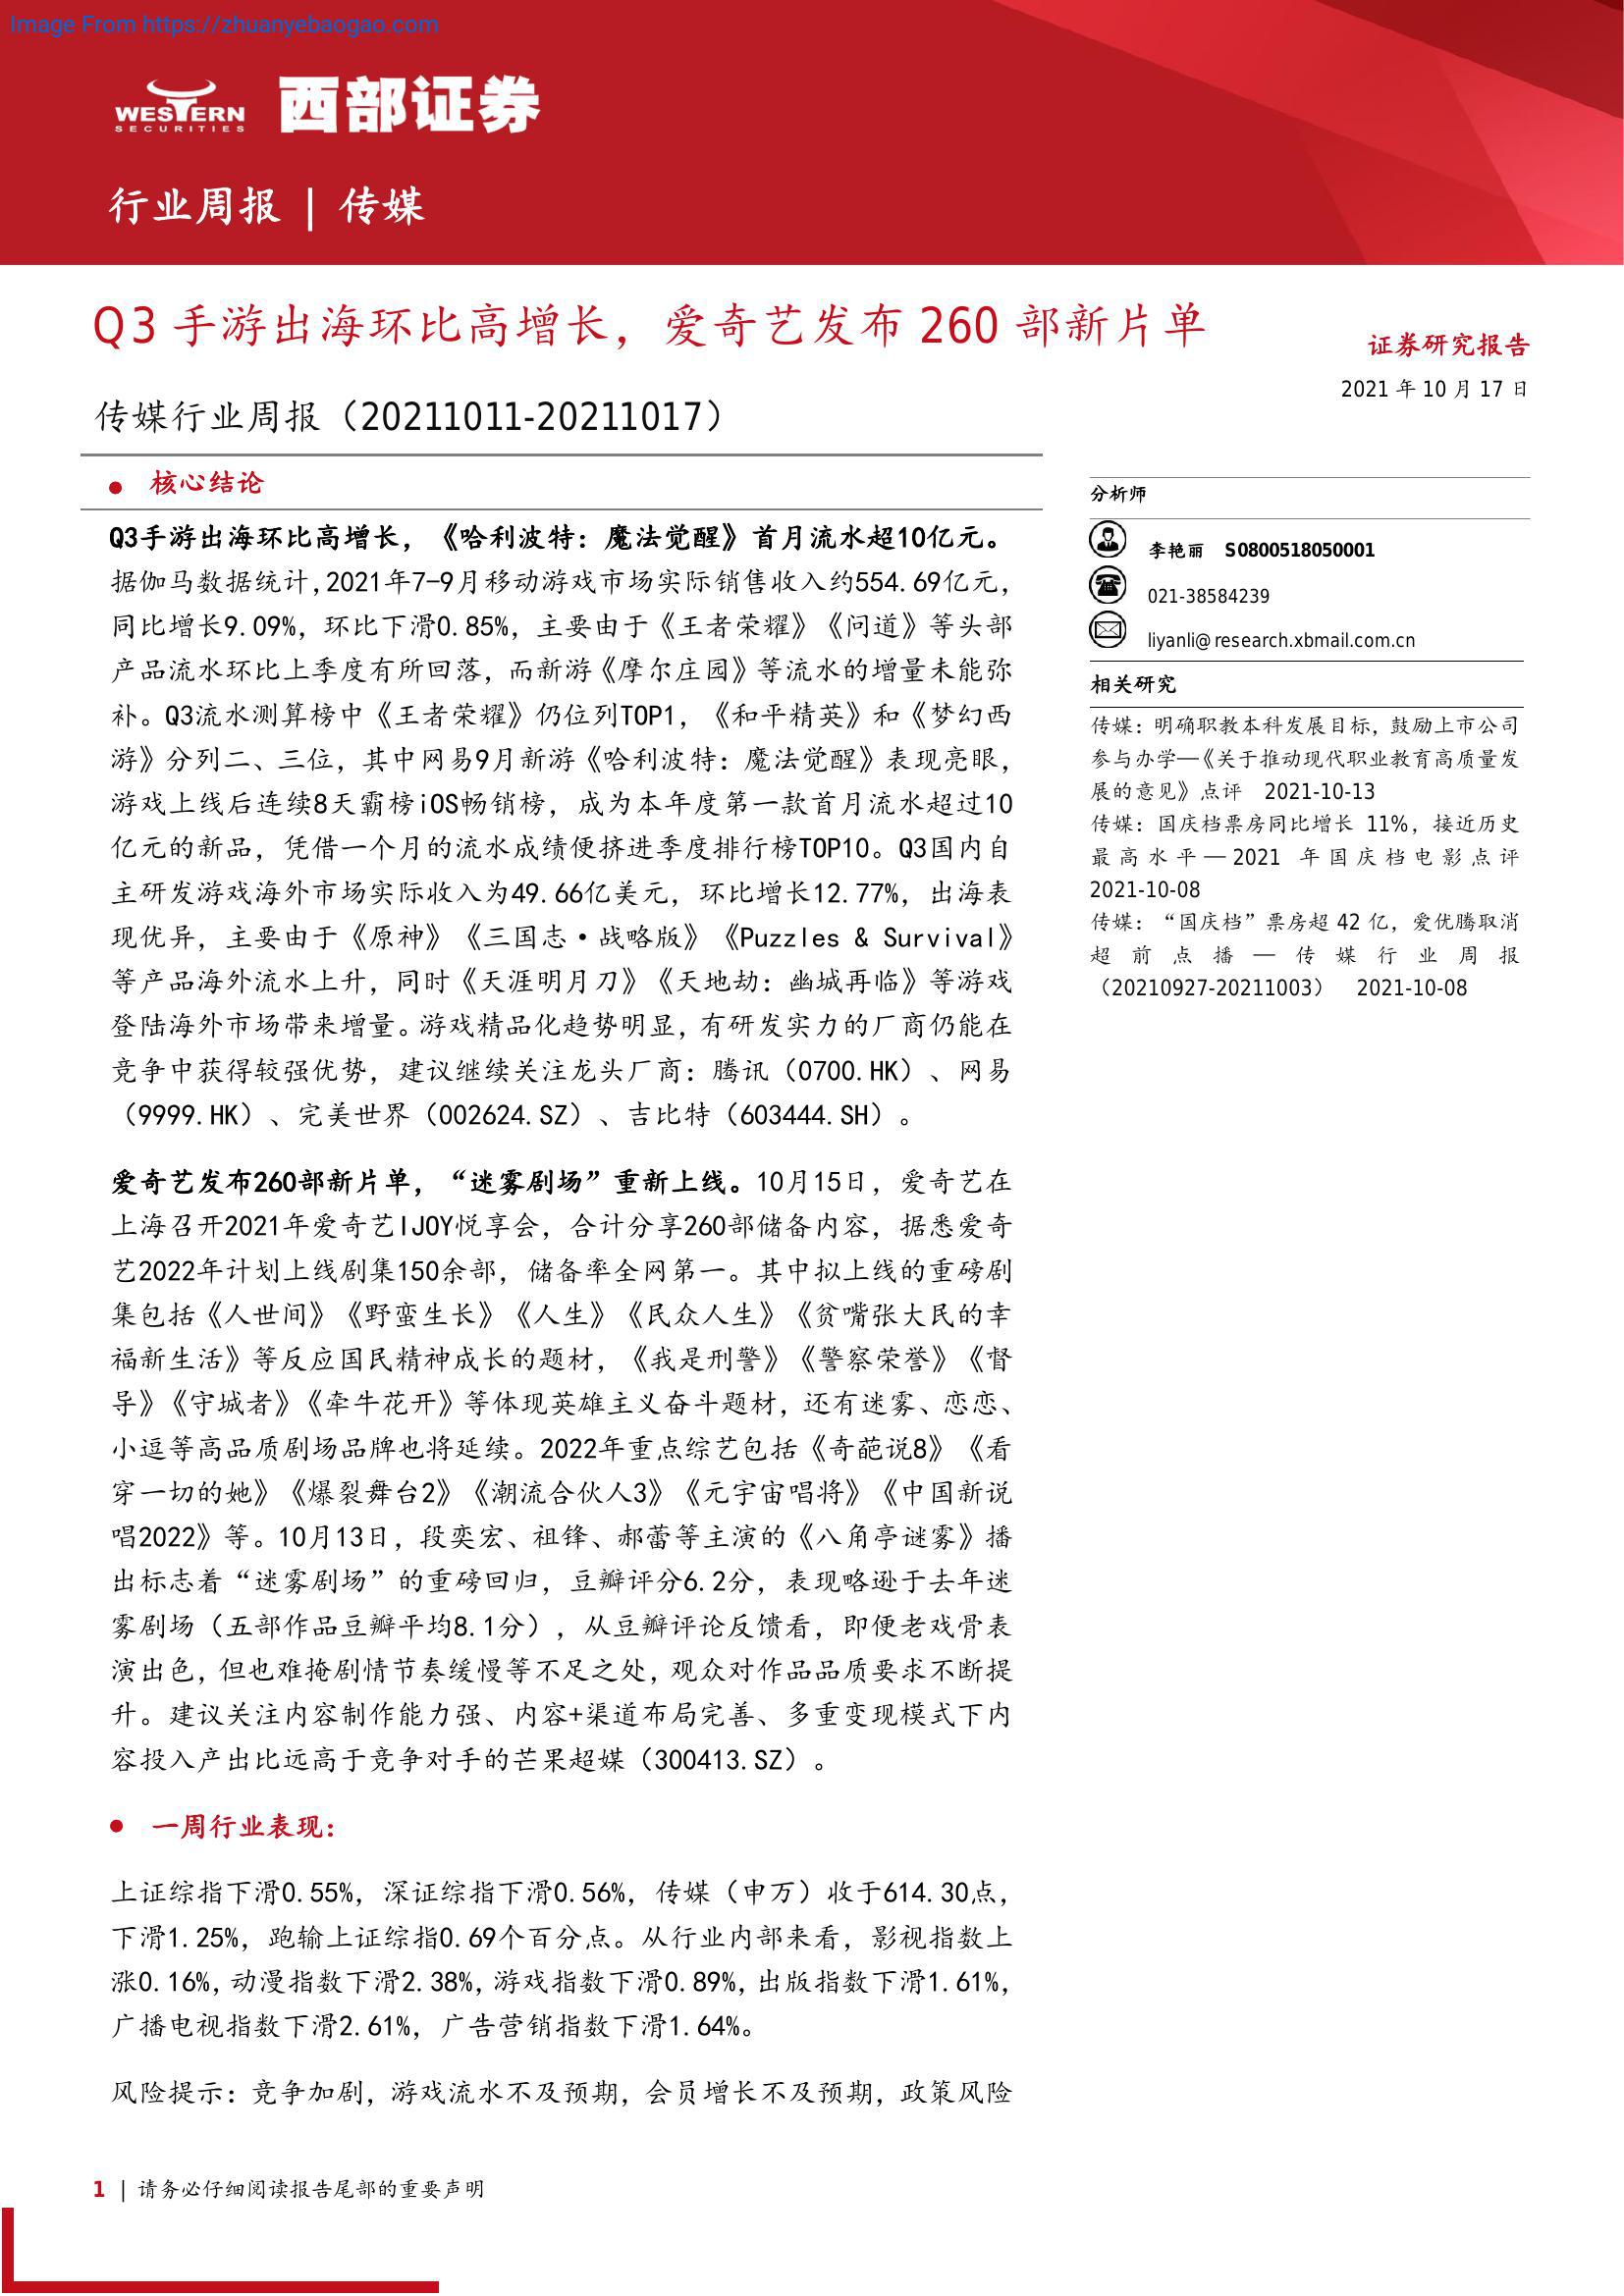 Image From https://zhuanyebaogao.com
WESTERN
SECURITIES
西部证券
行业周报 | 传媒
Q3 手游出海环比高增长，爱奇艺发布 260 部新片单
证券研究报告
2021 年 10 月 17 日
传媒行业周报（20211011-20211017）
● 核心结论
Q3手游出海环比高增长，《哈利波特：魔法觉醒》首月流水超10亿元。
据伽马数据统计,2021年7-9月移动游戏市场实际销售收入约554.69亿元，
同比增长9.09%，环比下滑0.85%，主要由于《王者荣耀》《问道》等头部
产品流水环比上季度有所回落，而新游《摩尔庄园》等流水的增量未能弥
补。Q3流水测算榜中《王者荣耀》仍位列TOP1，《和平精英》和《梦幻西
游》分列二、三位，其中网易9月新游《哈利波特：魔法觉醒》表现亮眼，
游戏上线后连续8天霸榜iOS畅销榜，成为本年度第一款首月流水超过10
亿元的新品，凭借一个月的流水成绩便挤进季度排行榜TOP10。Q3国内自
主研发游戏海外市场实际收入为49.66亿美元，环比增长12.77%，出海表
现优异，主要由于《原神》《三国志·战略版》《Puzzles & Survival》
等产品海外流水上升，同时《天涯明月刀》《天地劫：幽城再临》等游戏
登陆海外市场带来增量。游戏精品化趋势明显，有研发实力的厂商仍能在
竞争中获得较强优势，建议继续关注龙头厂商：腾讯（0700.HK）、网易
（9999.HK）、完美世界（002624.SZ）、吉比特（603444.SH）。
爱奇艺发布260部新片单，“迷雾剧场”重新上线。10月15日，爱奇艺在
上海召开2021年爱奇艺IJOY悦享会，合计分享260部储备内容，据悉爱奇
艺2022年计划上线剧集150余部，储备率全网第一。其中拟上线的重磅剧
集包括《人世间》《野蛮生长》《人生》《民众人生》《贫嘴张大民的幸
福新生活》等反应国民精神成长的题材，《我是刑警》《警察荣誉》《督
导》《守城者》《牵牛花开》等体现英雄主义奋斗题材，还有迷雾、恋恋、
小逗等高品质剧场品牌也将延续。2022年重点综艺包括《奇葩说8》《看
穿一切的她》《爆裂舞台2》《潮流合伙人3》《元宇宙唱将》《中国新说
唱2022》等。10月13日，段奕宏、祖锋、郝蕾等主演的《八角亭谜雾》播
出标志着“迷雾剧场”的重磅回归，豆瓣评分6.2分，表现略逊于去年迷
雾剧场（五部作品豆瓣平均8.1分），从豆瓣评论反馈看，即便老戏骨表
演出色，但也难掩剧情节奏缓慢等不足之处，观众对作品品质要求不断提
升。建议关注内容制作能力强、内容+渠道布局完善、多重变现模式下内
容投入产出比远高于竞争对手的芒果超媒（300413.SZ）。
● 一周行业表现：
上证综指下滑0.55%，深证综指下滑0.56%，传媒（申万）收于614.30点，
下滑1.25%，跑输上证综指0.69个百分点。从行业内部来看，影视指数上
涨0.16%，动漫指数下滑2.38%，游戏指数下滑0.89%，出版指数下滑1.61%，
广播电视指数下滑2.61%，广告营销指数下滑1.64%。
风险提示：竞争加剧，游戏流水不及预期，会员增长不及预期，政策风险
分析师
李艳丽 S0800518050001
021-38584239
liyanli@research.xbmail.com.cn
相关研究
传媒：明确职教本科发展目标，鼓励上市公司
参与办学—《关于推动现代职业教育高质量发
展的意见》点评 2021-10-13
传媒：国庆档票房同比增长 11%，接近历史
最高水平—2021 年国庆档电影点评
2021-10-08
传媒：“国庆档”票房超 42 亿，爱优腾取消
超前点播—传媒行业周报
（20210927-20211003） 2021-10-08
1 | 请务必仔细阅读报告尾部的重要声明